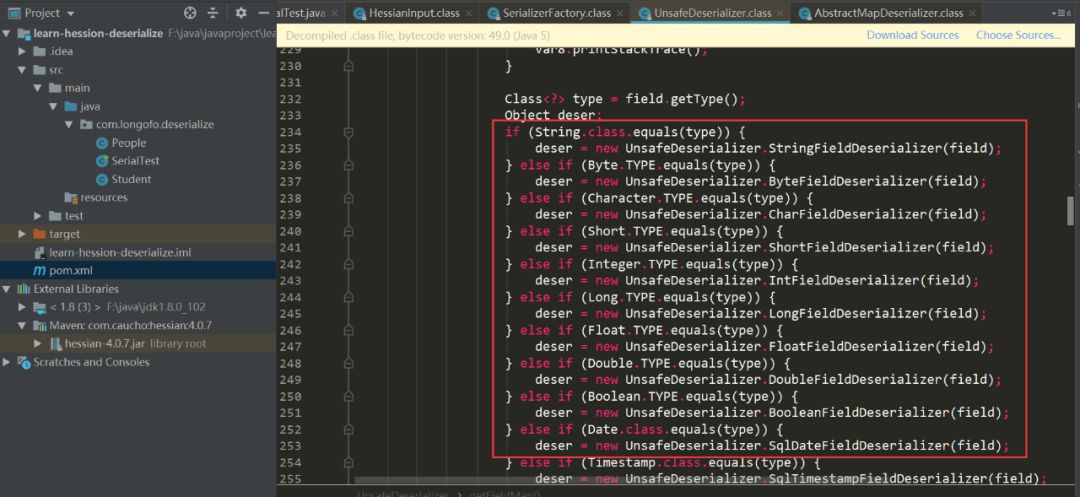 Project
alTest.java
HessianInput.class
SerializerFactory.class
UnsafeDeserializer.class
AbstractMapDeserializer.class
6
learn-hession-deserialize F:\java\javaproject\lea
Decompiled .class file, bytecode version: 49.0 (Java 5)
Download Sources
Choose Sources...
.idea
src
main
java
com.longofo.deserialize
People
SerialTest
Student
resources
test
target
learn-hession-deserialize.iml
pom.xml
External Libraries
< 1.8 (3) > F:\java\jdk1.8.0_102
Maven: com.caucho:hessian:4.0.7
hessian-4.0.7.jar library root
Scratches and Consoles
229 var8.printStackTrace();
230 }
231
232 Class<?> type = field.getType();
233 Object deser;
234 if (String.class.equals(type)) {
235 deser = new UnsafeDeserializer.StringFieldDeserializer(field);
236 } else if (Byte.TYPE.equals(type)) {
237 deser = new UnsafeDeserializer.ByteFieldDeserializer(field);
238 } else if (Character.TYPE.equals(type)) {
239 deser = new UnsafeDeserializer.CharFieldDeserializer(field);
240 } else if (Short.TYPE.equals(type)) {
241 deser = new UnsafeDeserializer.ShortFieldDeserializer(field);
242 } else if (Integer.TYPE.equals(type)) {
243 deser = new UnsafeDeserializer.IntFieldDeserializer(field);
244 } else if (Long.TYPE.equals(type)) {
245 deser = new UnsafeDeserializer.LongFieldDeserializer(field);
246 } else if (Float.TYPE.equals(type)) {
247 deser = new UnsafeDeserializer.FloatFieldDeserializer(field);
248 } else if (Double.TYPE.equals(type)) {
249 deser = new UnsafeDeserializer.DoubleFieldDeserializer(field);
250 } else if (Boolean.TYPE.equals(type)) {
251 deser = new UnsafeDeserializer.BooleanFieldDeserializer(field);
252 } else if (Date.class.equals(type)) {
253 deser = new UnsafeDeserializer.SqlDateFieldDeserializer(field);
254 } else if (Timestamp.class.equals(type)) {
255 deser = new UnsafeDeserializer.SqlTimestampFieldDeserializer(field);
UnsafeDeserializer > getFieldMap()